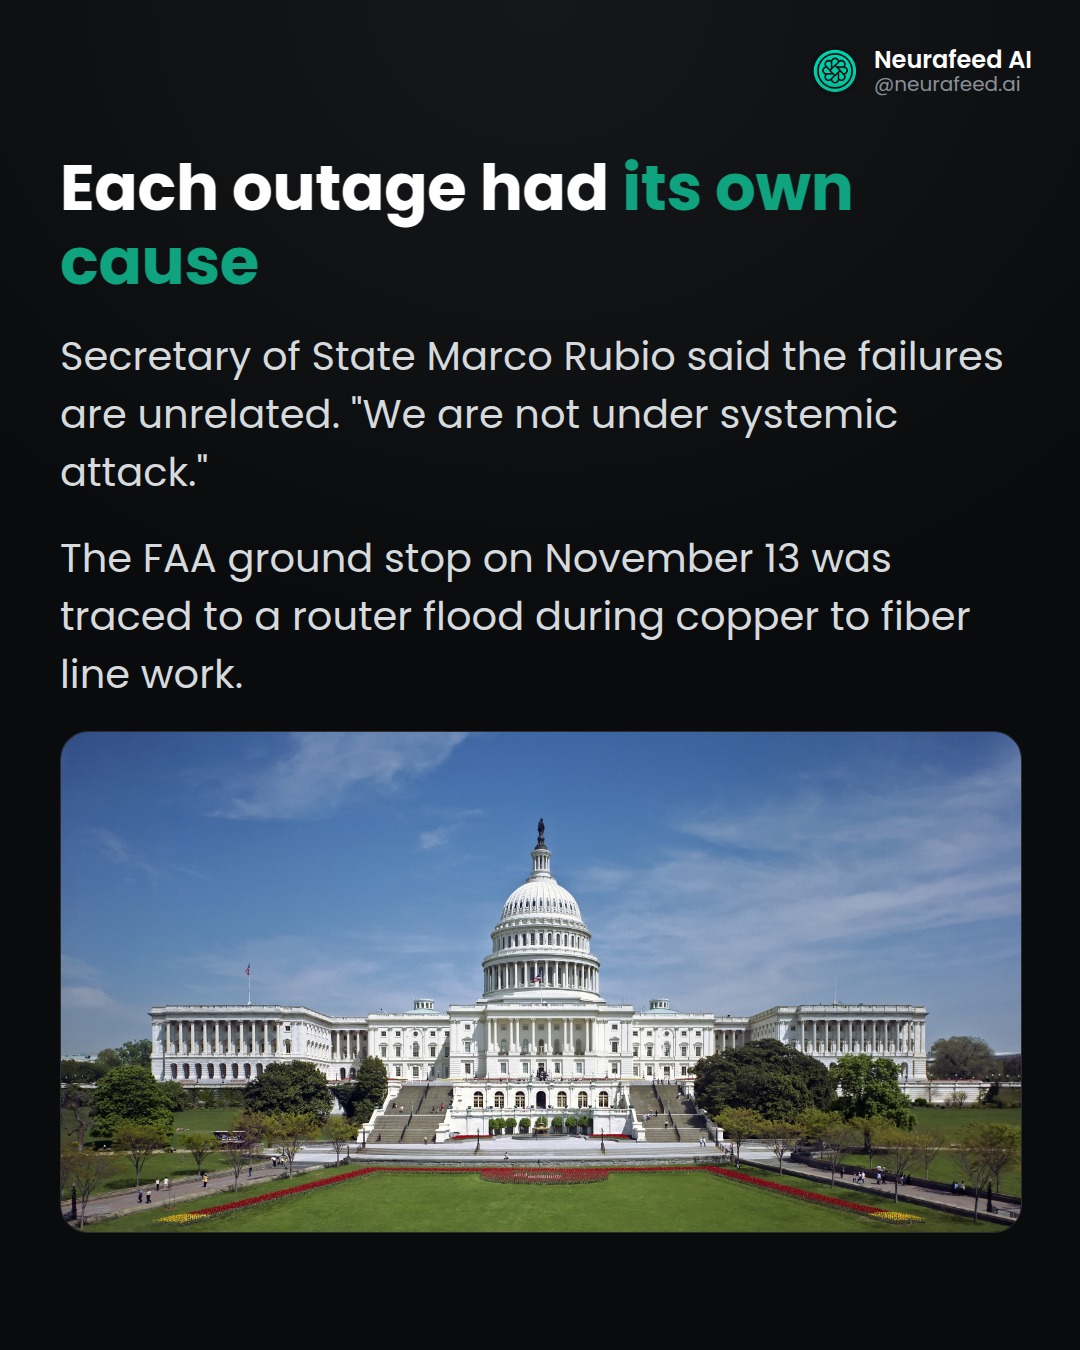 Neurafeed AI
@neurafeed.ai
Each outage had its own
cause
Secretary of State Marco Rubio said the failures
are unrelated. "We are not under systemic
attack."
The FAA ground stop on November 13 was
traced to a router flood during copper to fiber
line work.